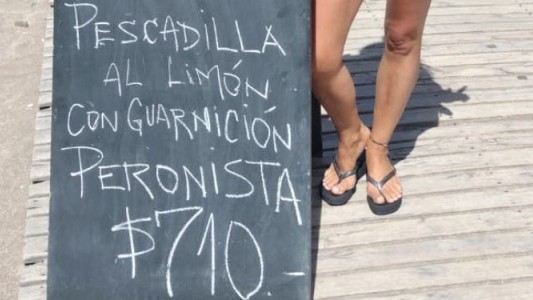 PESCADILLA
AL LIMÓN
CON GUARNICIÓN
PERONISTA
$710.-